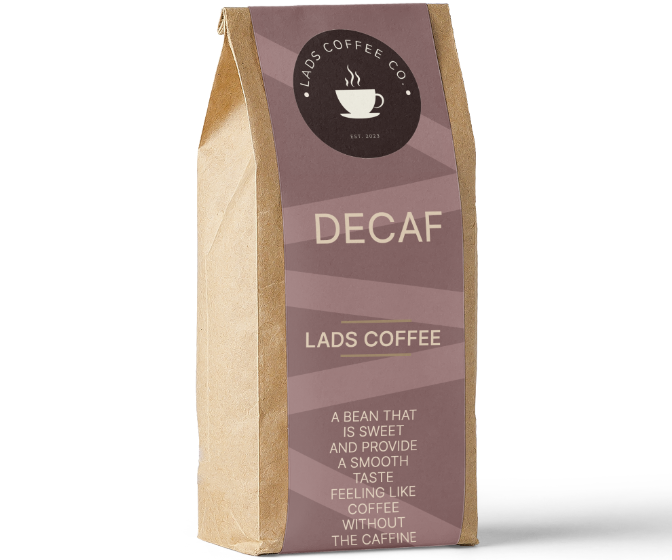 • LADS COFFEE CO. •
EST. 2023
DECAF
LADS COFFEE
A BEAN THAT
IS SWEET
AND PROVIDE
A SMOOTH
TASTE
FEELING LIKE
COFFEE
WITHOUT
THE CAFFINE